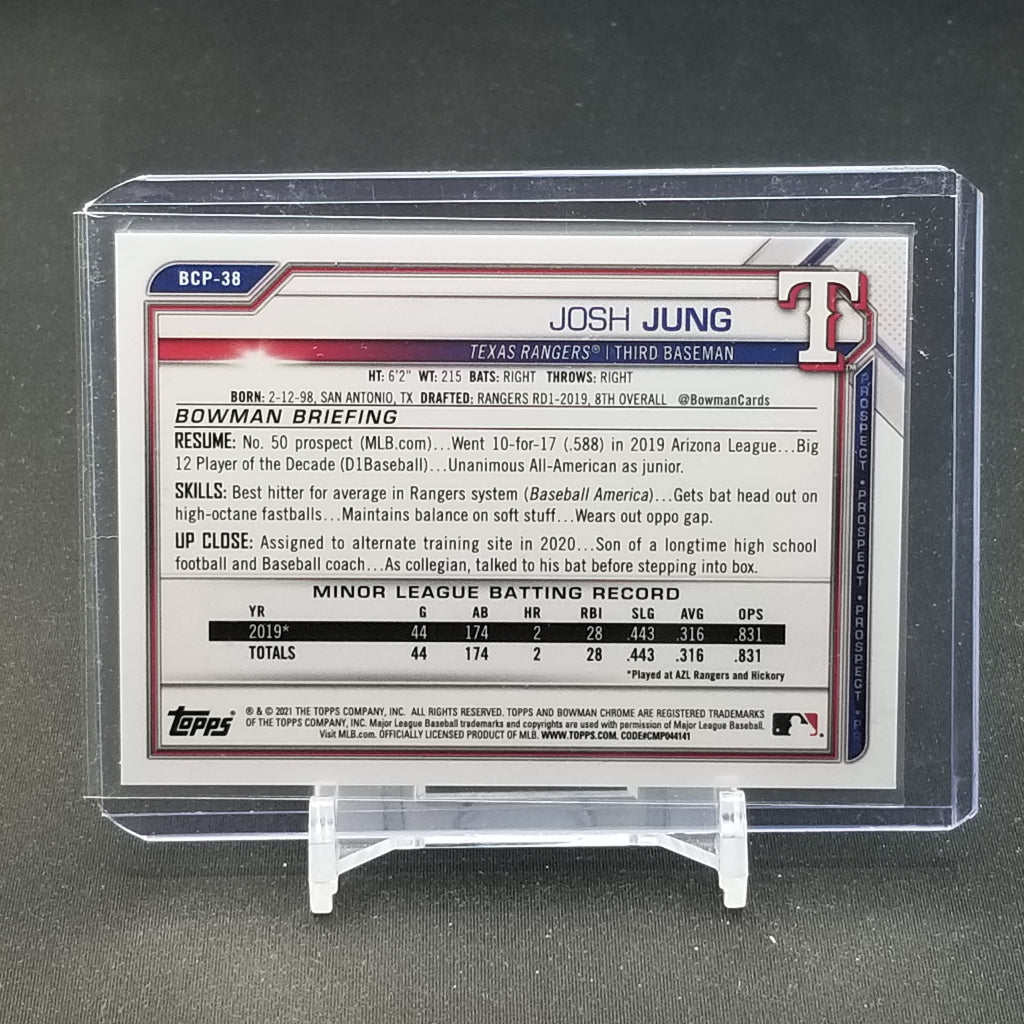 BCP-38
T
JOSH JUNG
TEXAS RANGERS® | THIRD BASEMAN
HT: 6'2" WT: 215 BATS: RIGHT THROWS: RIGHT
BORN: 2-12-98, SAN ANTONIO, TX DRAFTED: RANGERS RD1-2019, 8TH OVERALL @BowmanCards
BOWMAN BRIEFING
RESUME: No. 50 prospect (MLB.com)...Went 10-for-17 (.588) in 2019 Arizona League...Big
12 Player of the Decade (D1Baseball)...Unanimous All-American as junior.
SKILLS: Best hitter for average in Rangers system (Baseball America)...Gets bat head out on
high-octane fastballs...Maintains balance on soft stuff...Wears out oppo gap.
UP CLOSE: Assigned to alternate training site in 2020...Son of a longtime high school
football and Baseball coach...As collegian, talked to his bat before stepping into box.
MINOR LEAGUE BATTING RECORD
YR G AB HR RBI SLG AVG OPS
2019* 44 174 2 28 .443 .316 .831
TOTALS 44 174 2 28 .443 .316 .831
*Played at AZL Rangers and Hickory
topps®
® & © 2021 THE TOPPS COMPANY, INC. ALL RIGHTS RESERVED. TOPPS AND BOWMAN CHROME ARE REGISTERED TRADEMARKS
OF THE TOPPS COMPANY, INC. Major League Baseball trademarks and copyrights are used with permission of Major League Baseball.
Visit MLB.com. OFFICIALLY LICENSED PRODUCT OF MLB. WWW.TOPPS.COM. CODE#CMP044141
PROSPECT • PROSPECT • PROSPECT • PR